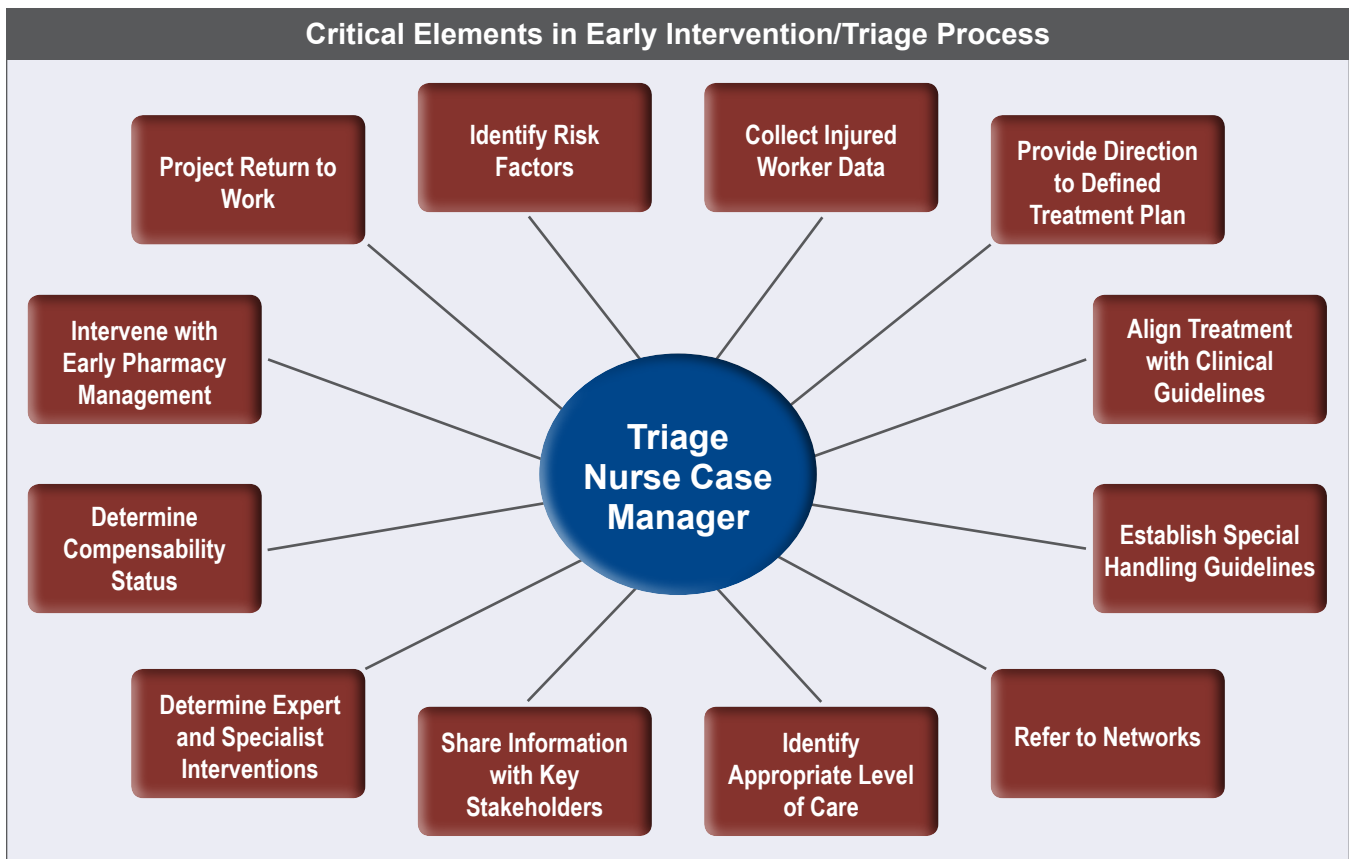 Critical Elements in Early Intervention/Triage Process
Identify Risk
Factors
Collect Injured
Worker Data
Project Return to
Work
Provide Direction
to Defined
Treatment Plan
Intervene with
Early Pharmacy
Management
Align Treatment
with Clinical
Guidelines
Triage
Nurse Case
Manager
Determine
Compensability
Status
Establish Special
Handling Guidelines
Determine Expert
and Specialist
Interventions
Share Information
with Key
Stakeholders
Identify
Appropriate Level
of Care
Refer to Networks